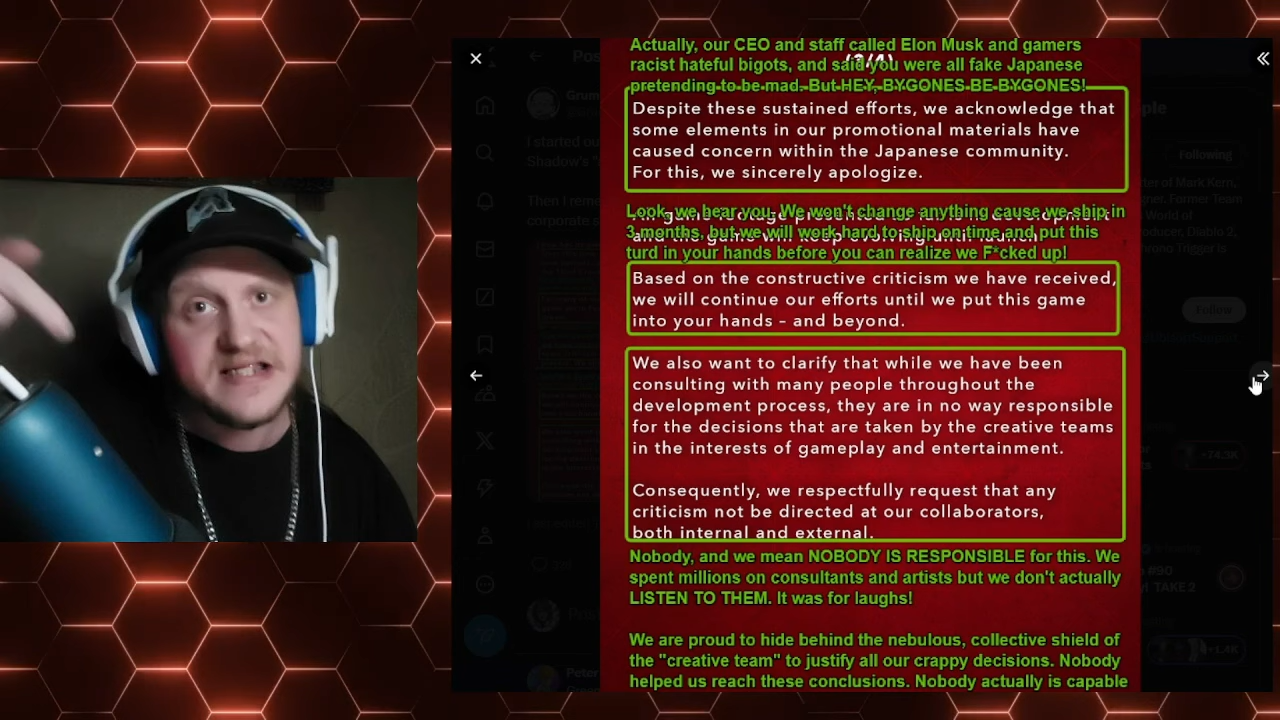 Actually, our CEO and staff called Elon Musk and gamers
racist hateful bigots, and said you were all fake Japanese
pretending to be mad. But HEY, BYGONES BE BYGONES!
Despite these sustained efforts, we acknowledge that
some elements in our promotional materials have
caused concern within the Japanese community.
For this, we sincerely apologize.
Look, we hear you. We won't change anything cause we ship in
3 months, but we will work hard to ship on time and put this
turd in your hands before you can realize we F*cked up!
Based on the constructive criticism we have received,
we will continue our efforts until we put this game
into your hands – and beyond.
We also want to clarify that while we have been
consulting with many people throughout the
development process, they are in no way responsible
for the decisions that are taken by the creative teams
in the interests of gameplay and entertainment.
Consequently, we respectfully request that any
criticism not be directed at our collaborators,
both internal and external.
Nobody, and we mean NOBODY IS RESPONSIBLE for this. We
spent millions on consultants and artists but we don't actually
LISTEN TO THEM. It was for laughs!
We are proud to hide behind the nebulous, collective shield of
the "creative team" to justify all our crappy decisions. Nobody
helped us reach these conclusions. Nobody actually is capable
Following
Follow
+74.3K
TAKE 2
+1.4K
Peter